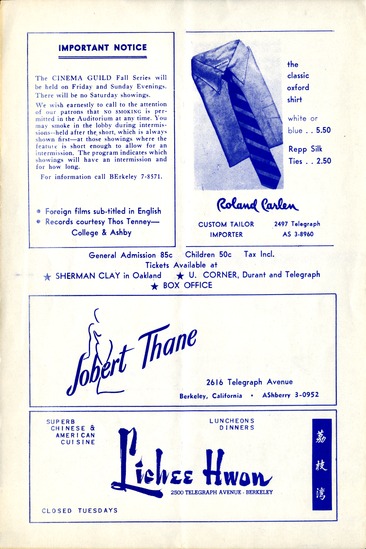 IMPORTANT NOTICE
The CINEMA GUILD Fall Series will
be held on Friday and Sunday Evenings.
There will be no Saturday showings.
We wish earnestly to call to the attention
of our patrons that NO SMOKING is per-
mitted in the Auditorium at any time. You
may smoke in the lobby during intermis-
sions—held after the short, which is always
shown first—at those showings where the
feature is short enough to allow for an
intermission. The program indicates which
showings will have an intermission and
for how long.
For information call BErkeley 7-8571.
• Foreign films sub-titled in English
• Records courtesy Thos Tenney—
College & Ashby
the
classic
oxford
shirt
white or
blue . . 5.50
Repp Silk
Ties . . 2.50
Roland Carlen
CUSTOM TAILOR 2497 Telegraph
IMPORTER AS 3-8960
General Admission 85c Children 50c Tax Incl.
Tickets Available at
★ SHERMAN CLAY in Oakland ★ U. CORNER, Durant and Telegraph
★ BOX OFFICE
Jobert Thane
2616 Telegraph Avenue
Berkeley, California • AShberry 3-0952
SUPERB
CHINESE &
AMERICAN
CUISINE
LUNCHEONS
DINNERS
Lichee Hwon
2500 TELEGRAPH AVENUE - BERKELEY
CLOSED TUESDAYS
荔枝灣